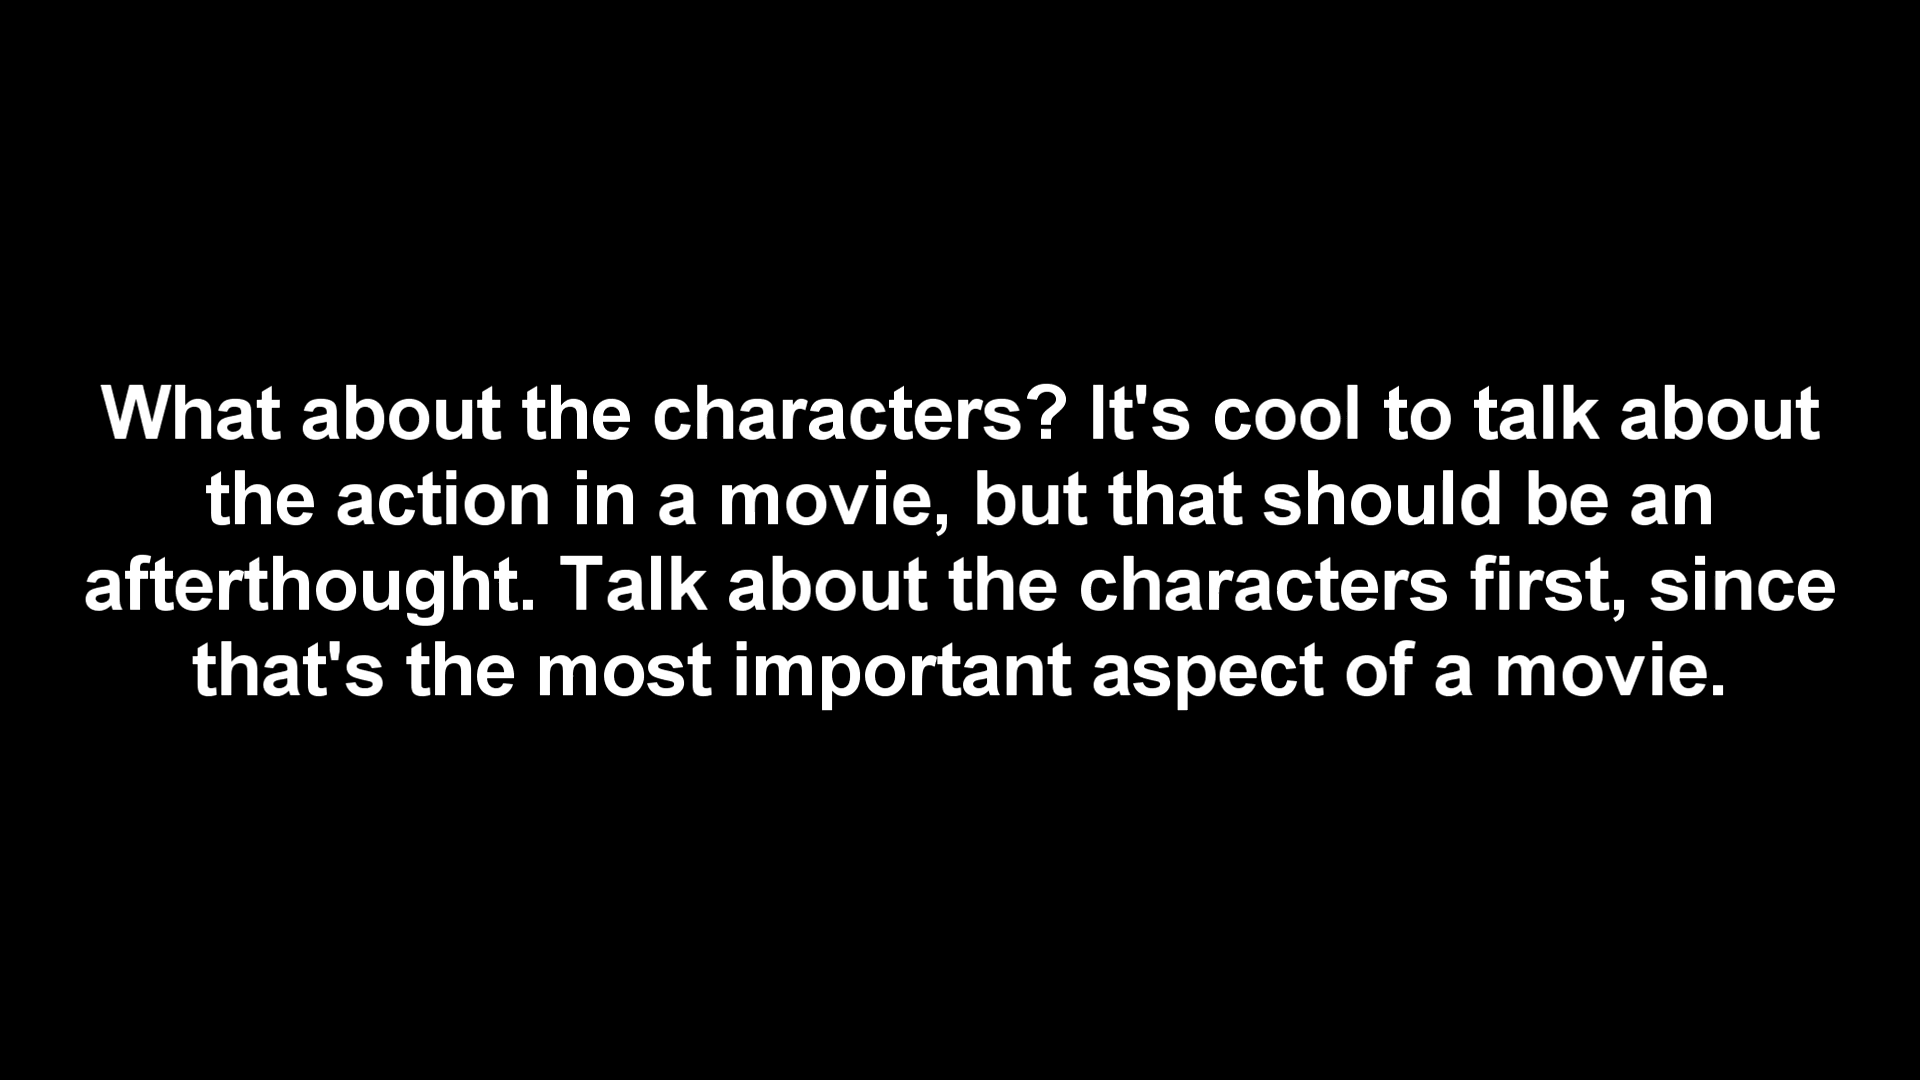 What about the characters? It's cool to talk about
the action in a movie, but that should be an
afterthought. Talk about the characters first, since
that's the most important aspect of a movie.